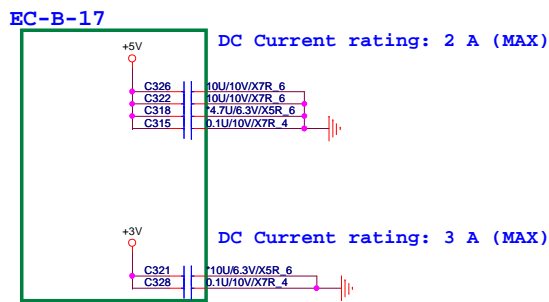 EC-B-17
DC Current rating: 2 A (MAX)
+5V
C326 10U/10V/X7R_6
C322 10U/10V/X7R_6
C318 *4.7U/6.3V/X5R_6
C315 0.1U/10V/X7R_4
+3V
DC Current rating: 3 A (MAX)
C321 *10U/6.3V/X5R_6
C328 0.1U/10V/X7R_4